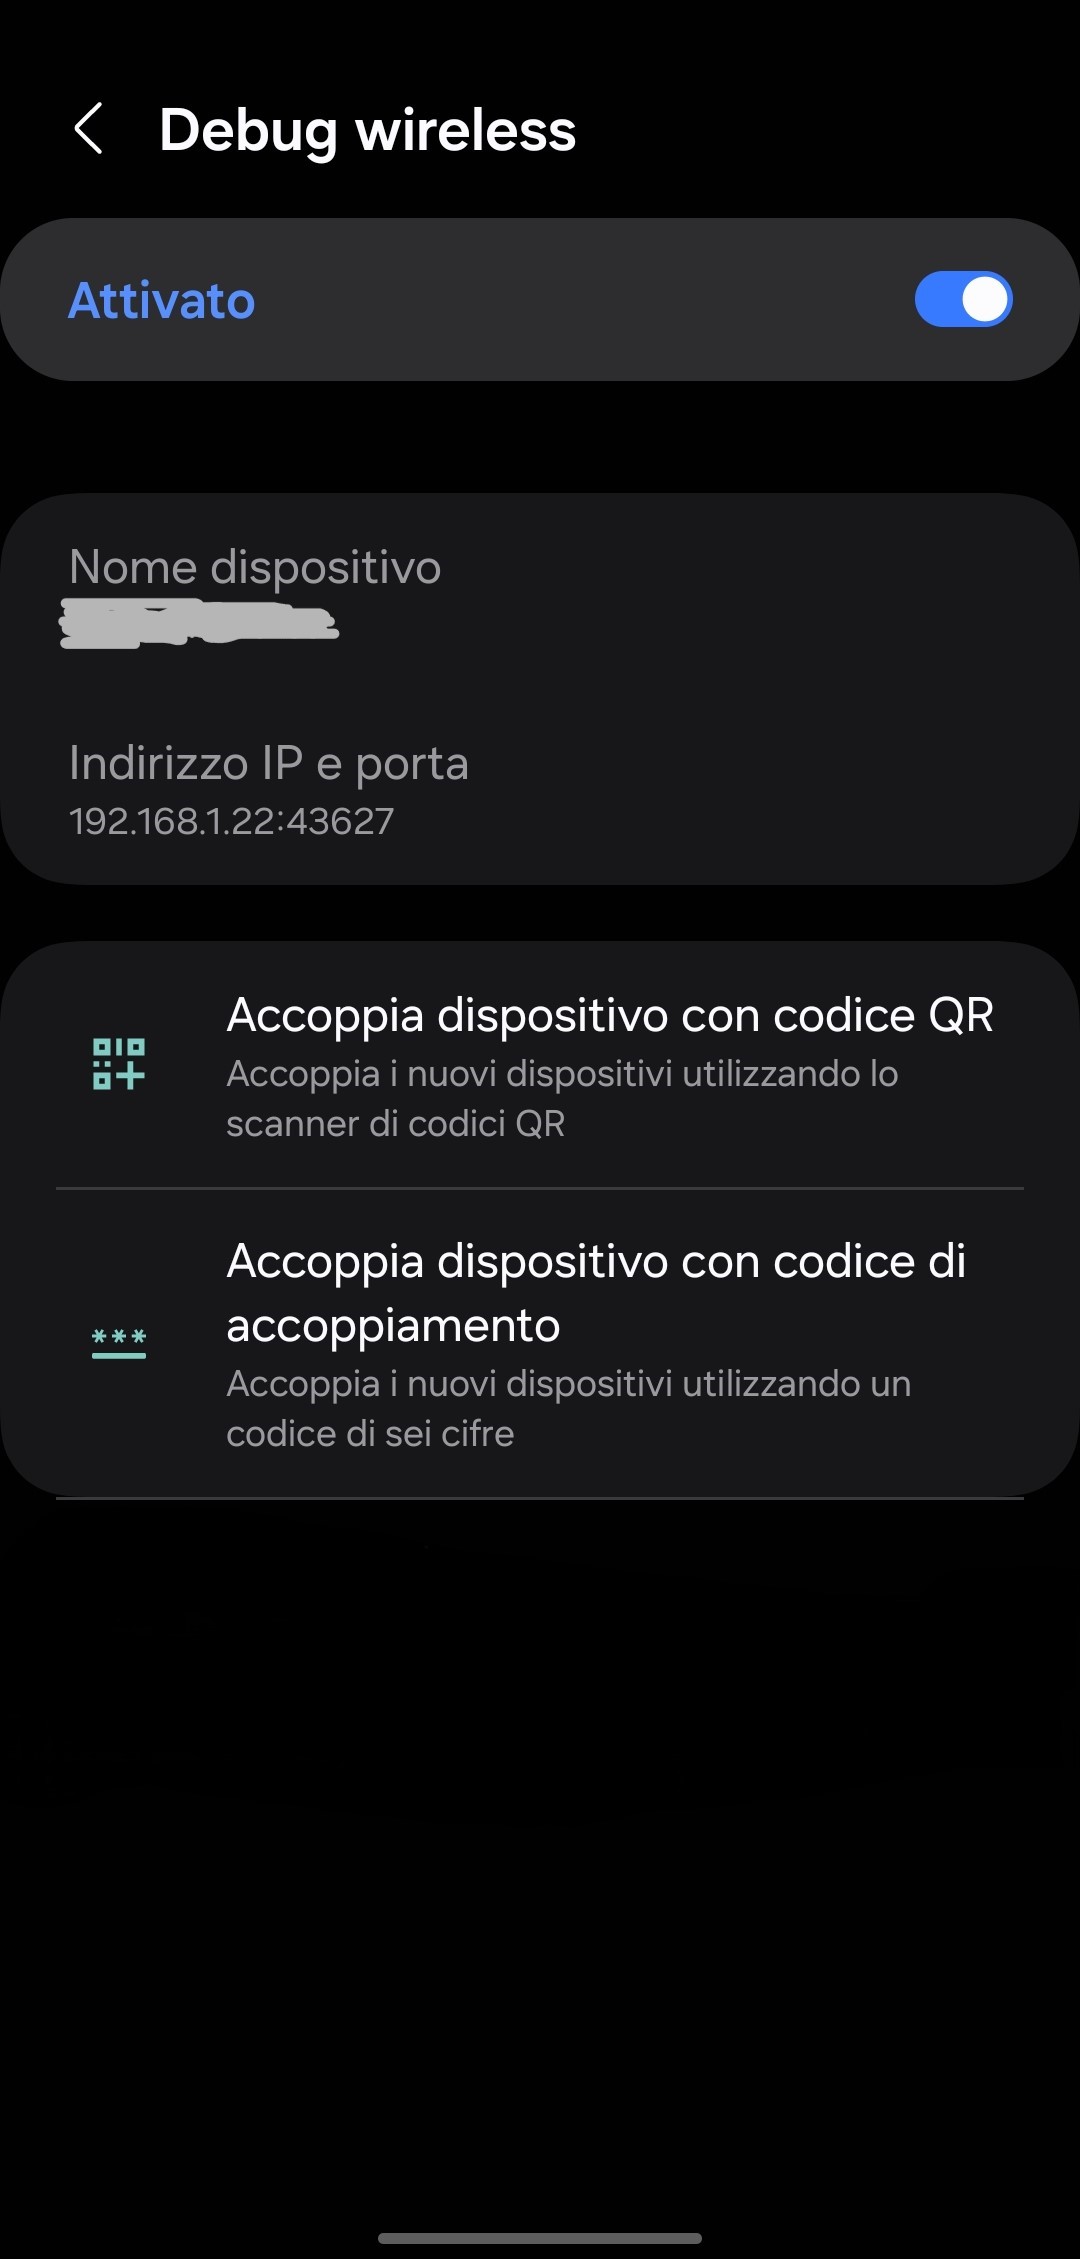 Debug wireless
Attivato
Nome dispositivo
Indirizzo IP e porta
192.168.1.22:43627
Accoppia dispositivo con codice QR
Accoppia i nuovi dispositivi utilizzando lo
scanner di codici QR
Accoppia dispositivo con codice di
accoppiamento
Accoppia i nuovi dispositivi utilizzando un
codice di sei cifre